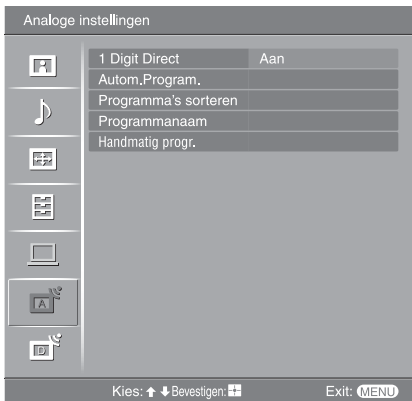 Analoge instellingen
1 Digit Direct Aan
Autom.Program.
Programma's sorteren
Programmanaam
Handmatig progr.
A
D
Kies: Bevestigen: Exit: MENU